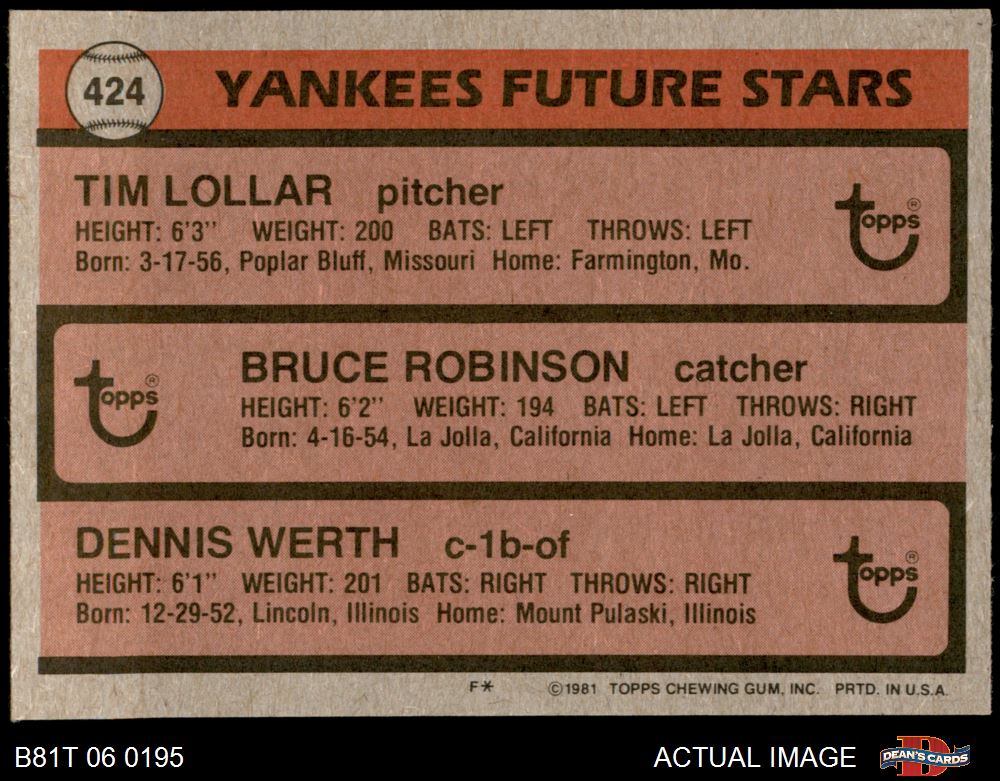 424
YANKEES FUTURE STARS
TIM LOLLAR pitcher
HEIGHT: 6'3" WEIGHT: 200 BATS: LEFT THROWS: LEFT
Born: 3-17-56, Poplar Bluff, Missouri Home: Farmington, Mo.
topps®
BRUCE ROBINSON catcher
HEIGHT: 6'2" WEIGHT: 194 BATS: LEFT THROWS: RIGHT
Born: 4-16-54, La Jolla, California Home: La Jolla, California
topps®
DENNIS WERTH c-1b-of
HEIGHT: 6'1" WEIGHT: 201 BATS: RIGHT THROWS: RIGHT
Born: 12-29-52, Lincoln, Illinois Home: Mount Pulaski, Illinois
topps®
F* ©1981 TOPPS CHEWING GUM, INC. PRTD. IN U.S.A.
B81T 06 0195 ACTUAL IMAGE DEAN'S CARDS